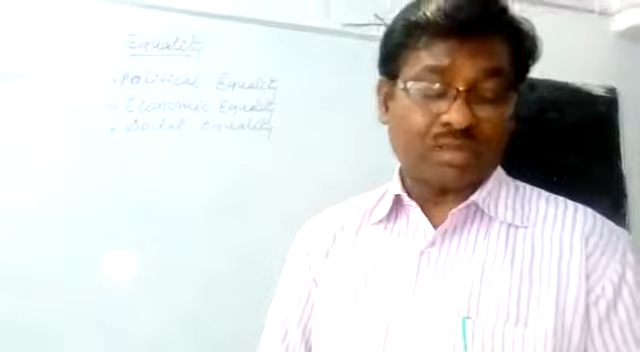 Equality
- Political Equality
- Economic Equality
- Social Equality